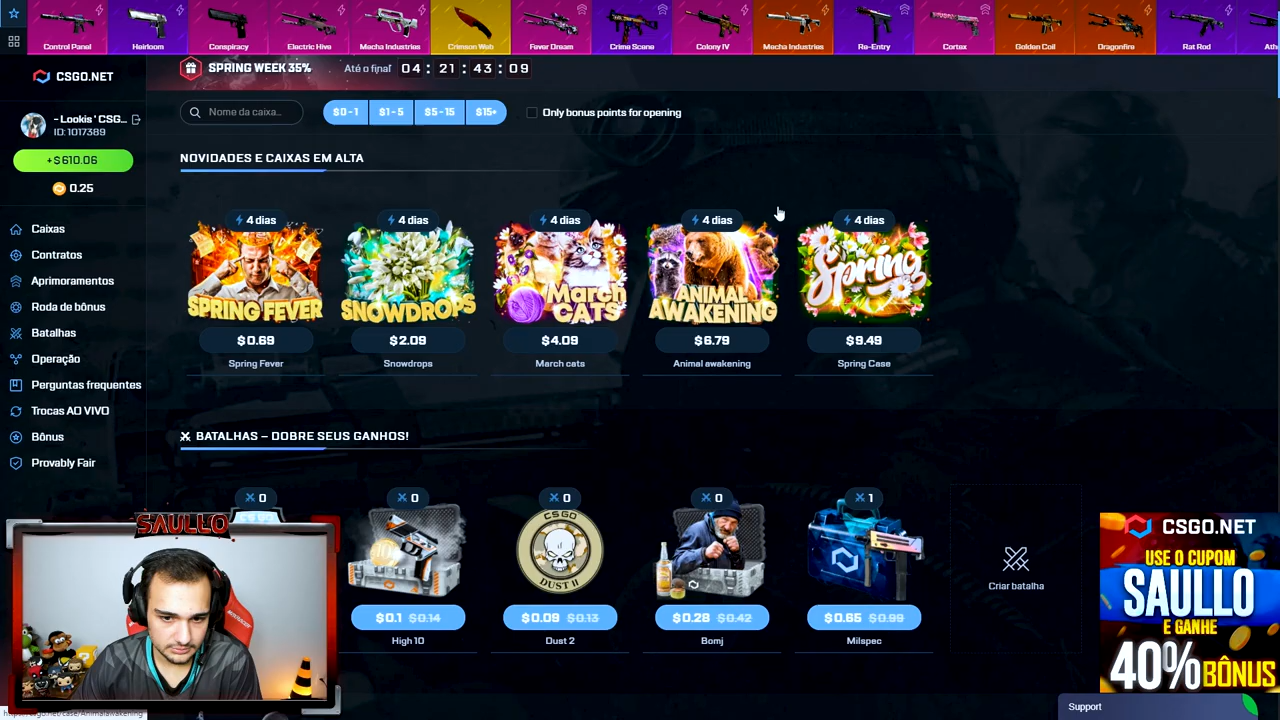 Control Panel
Heirloom
Conspiracy
Electric Hive
Mecha Industries
Crimson Web
Fever Dream
Crime Scene
Colony IV
Mecha Industries
Re-Entry
Cortex
Golden Coil
Dragonfire
Rat Rod
Ath
CSGO.NET
SPRING WEEK 35%
Até o final
04 : 21 : 43 : 09
- Lookis ' CSG...
ID: 1017389
+$610.06
0.25
Nome da caixa...
$0 - 1
$1 - 5
$5 - 15
$15+
Only bonus points for opening
Caixas
Contratos
Aprimoramentos
Roda de bônus
Batalhas
Operação
Perguntas frequentes
Trocas AO VIVO
Bônus
Provably Fair
NOVIDADES E CAIXAS EM ALTA
4 dias
4 dias
4 dias
4 dias
4 dias
SPRING FEVER
SNOWDROPS
March CATS
ANIMAL AWAKENING
Spring
$0.69
$2.09
$4.09
$6.79
$9.49
Spring Fever
Snowdrops
March cats
Animal awakening
Spring Case
BATALHAS – DOBRE SEUS GANHOS!
0
0
0
0
1
CS GO
DUST II
$0.1 $0.14
$0.09 $0.13
$0.28 $0.42
$0.65 $0.99
High 10
Dust 2
Bomj
Milspec
Criar batalha
SAULLO
CSGO.NET
USE O CUPOM
SAULLO
E GANHE
40% BÔNUS
Support
https://csgo.net/case/Animalawakening